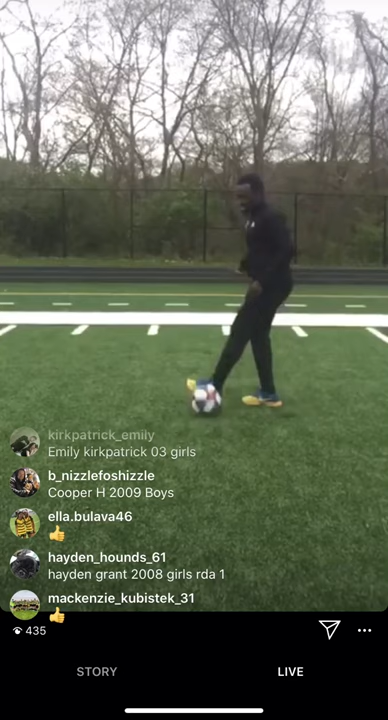 kirkpatrick_emily
Emily kirkpatrick 03 girls
b_nizzlefoshizzle
Cooper H 2009 Boys
ella.bulava46
👍
hayden_hounds_61
hayden grant 2008 girls rda 1
mackenzie_kubistek_31
👍
435
STORY LIVE